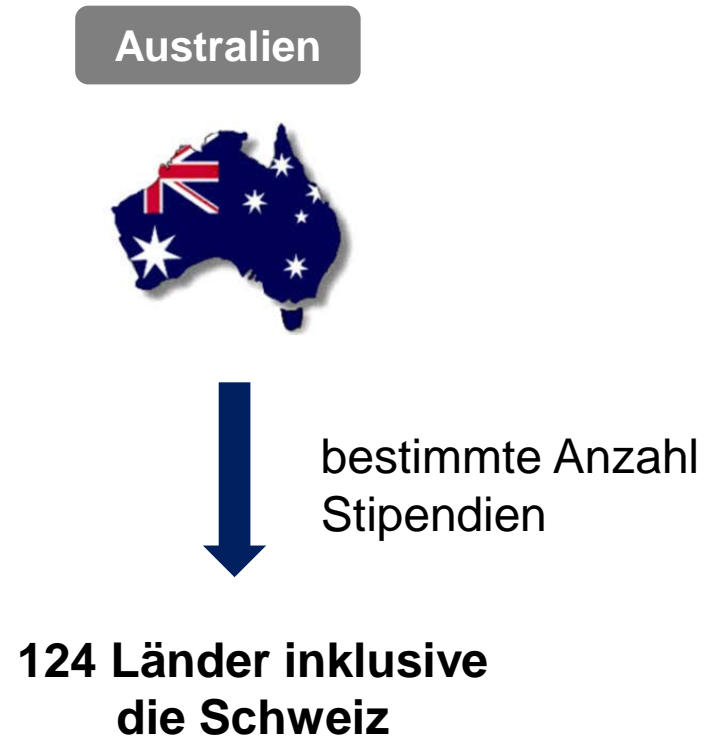 Australien
bestimmte Anzahl
Stipendien
124 Länder inklusive
die Schweiz